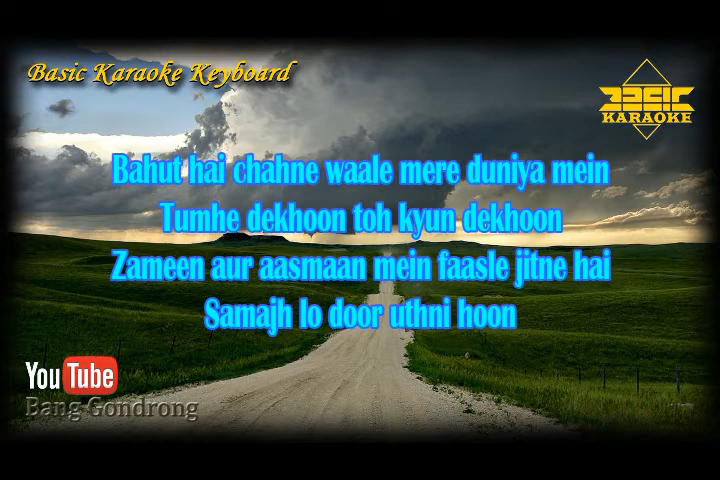 Basic Karaoke Keyboard
BASIC
KARAOKE
Bahut hai chahne waale mere duniya mein
Tumhe dekhoon toh kyun dekhoon
Zameen aur aasmaan mein faasle jitne hai
Samajh lo door uthni hoon
YouTube
Bang Gondrong